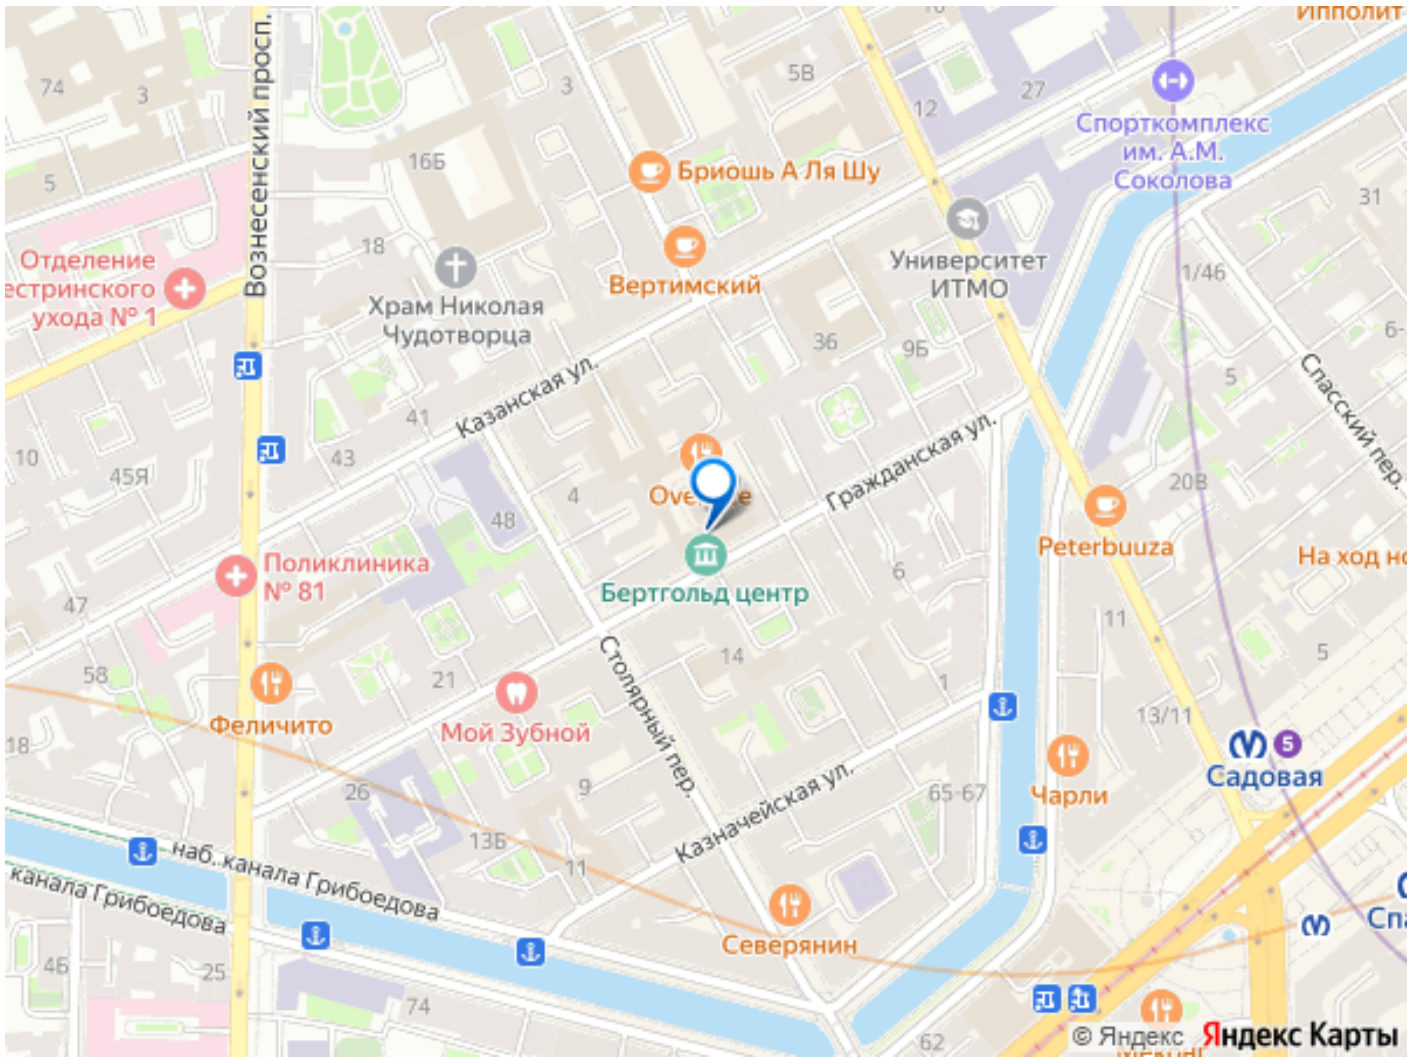 Ипполит
16
74
3
Вознесенский просп.
3
5В
12
27
Спорткомплекс
им. А.М.
Соколова
16Б
Бриошь А Ля Шу
5
31
18
Отделение
естринского
ухода № 1
Храм Николая
Чудотворца
Вертимский
Университет
ИТМО
1/46
6-
36
9Б
5
Казанская ул.
Спасский пер.
41
10
45Я
43
Гражданская ул.
4
48
20В
Peterbuuza
На ход но
Поликлиника
№ 81
Бертгольд центр
6
47
11
14
5
58
21
1
Столярный пер.
Феличито
Мой Зубной
13/11
18
5
Садовая
9
26
65-67
Чарли
Казначейская ул.
13Б
11
наб. канала Грибоедова
канала Грибоедова
Северянин
Спа
46
25
74
62
© Яндекс
Яндекс Карты